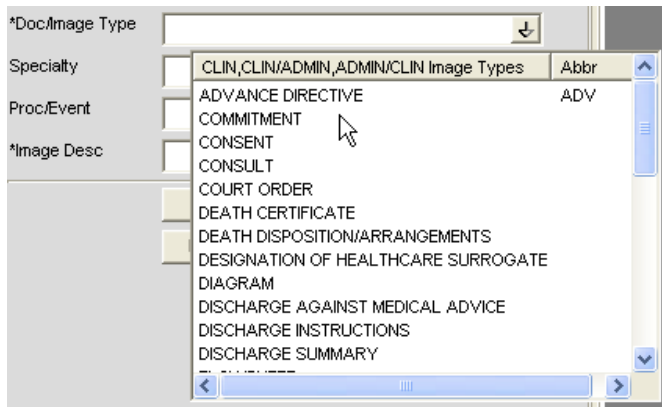 *Doc/Image Type
Specialty
Proc/Event
*Image Desc
CLIN,CLIN/ADMIN,ADMIN/CLIN Image Types Abbr
ADVANCE DIRECTIVE ADV
COMMITMENT
CONSENT
CONSULT
COURT ORDER
DEATH CERTIFICATE
DEATH DISPOSITION/ARRANGEMENTS
DESIGNATION OF HEALTHCARE SURROGATE
DIAGRAM
DISCHARGE AGAINST MEDICAL ADVICE
DISCHARGE INSTRUCTIONS
DISCHARGE SUMMARY